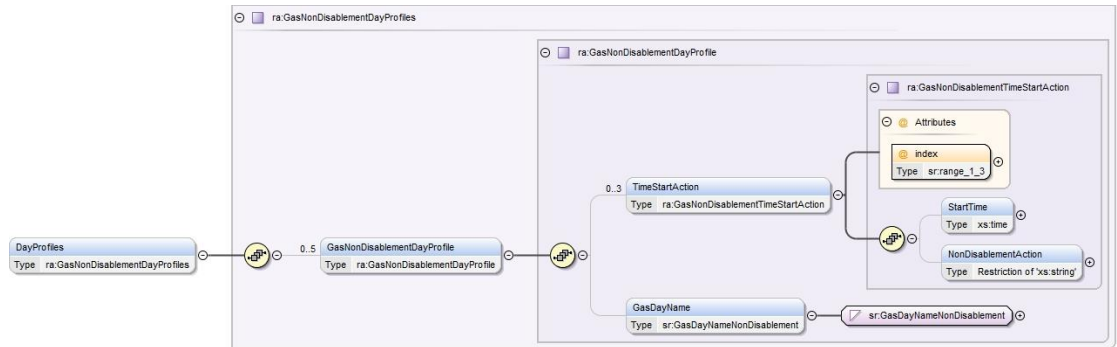 ra:GasNonDisablementDayProfiles
ra:GasNonDisablementDayProfile
ra:GasNonDisablementTimeStartAction
@ Attributes
@ index
Type sr:range_1_3
0..3 TimeStartAction
Type ra:GasNonDisablementTimeStartAction
StartTime
Type xs:time
DayProfiles
Type ra:GasNonDisablementDayProfiles
0..5 GasNonDisablementDayProfile
Type ra:GasNonDisablementDayProfile
NonDisablementAction
Type Restriction of 'xs:string'
GasDayName
Type sr:GasDayNameNonDisablement
sr:GasDayNameNonDisablement